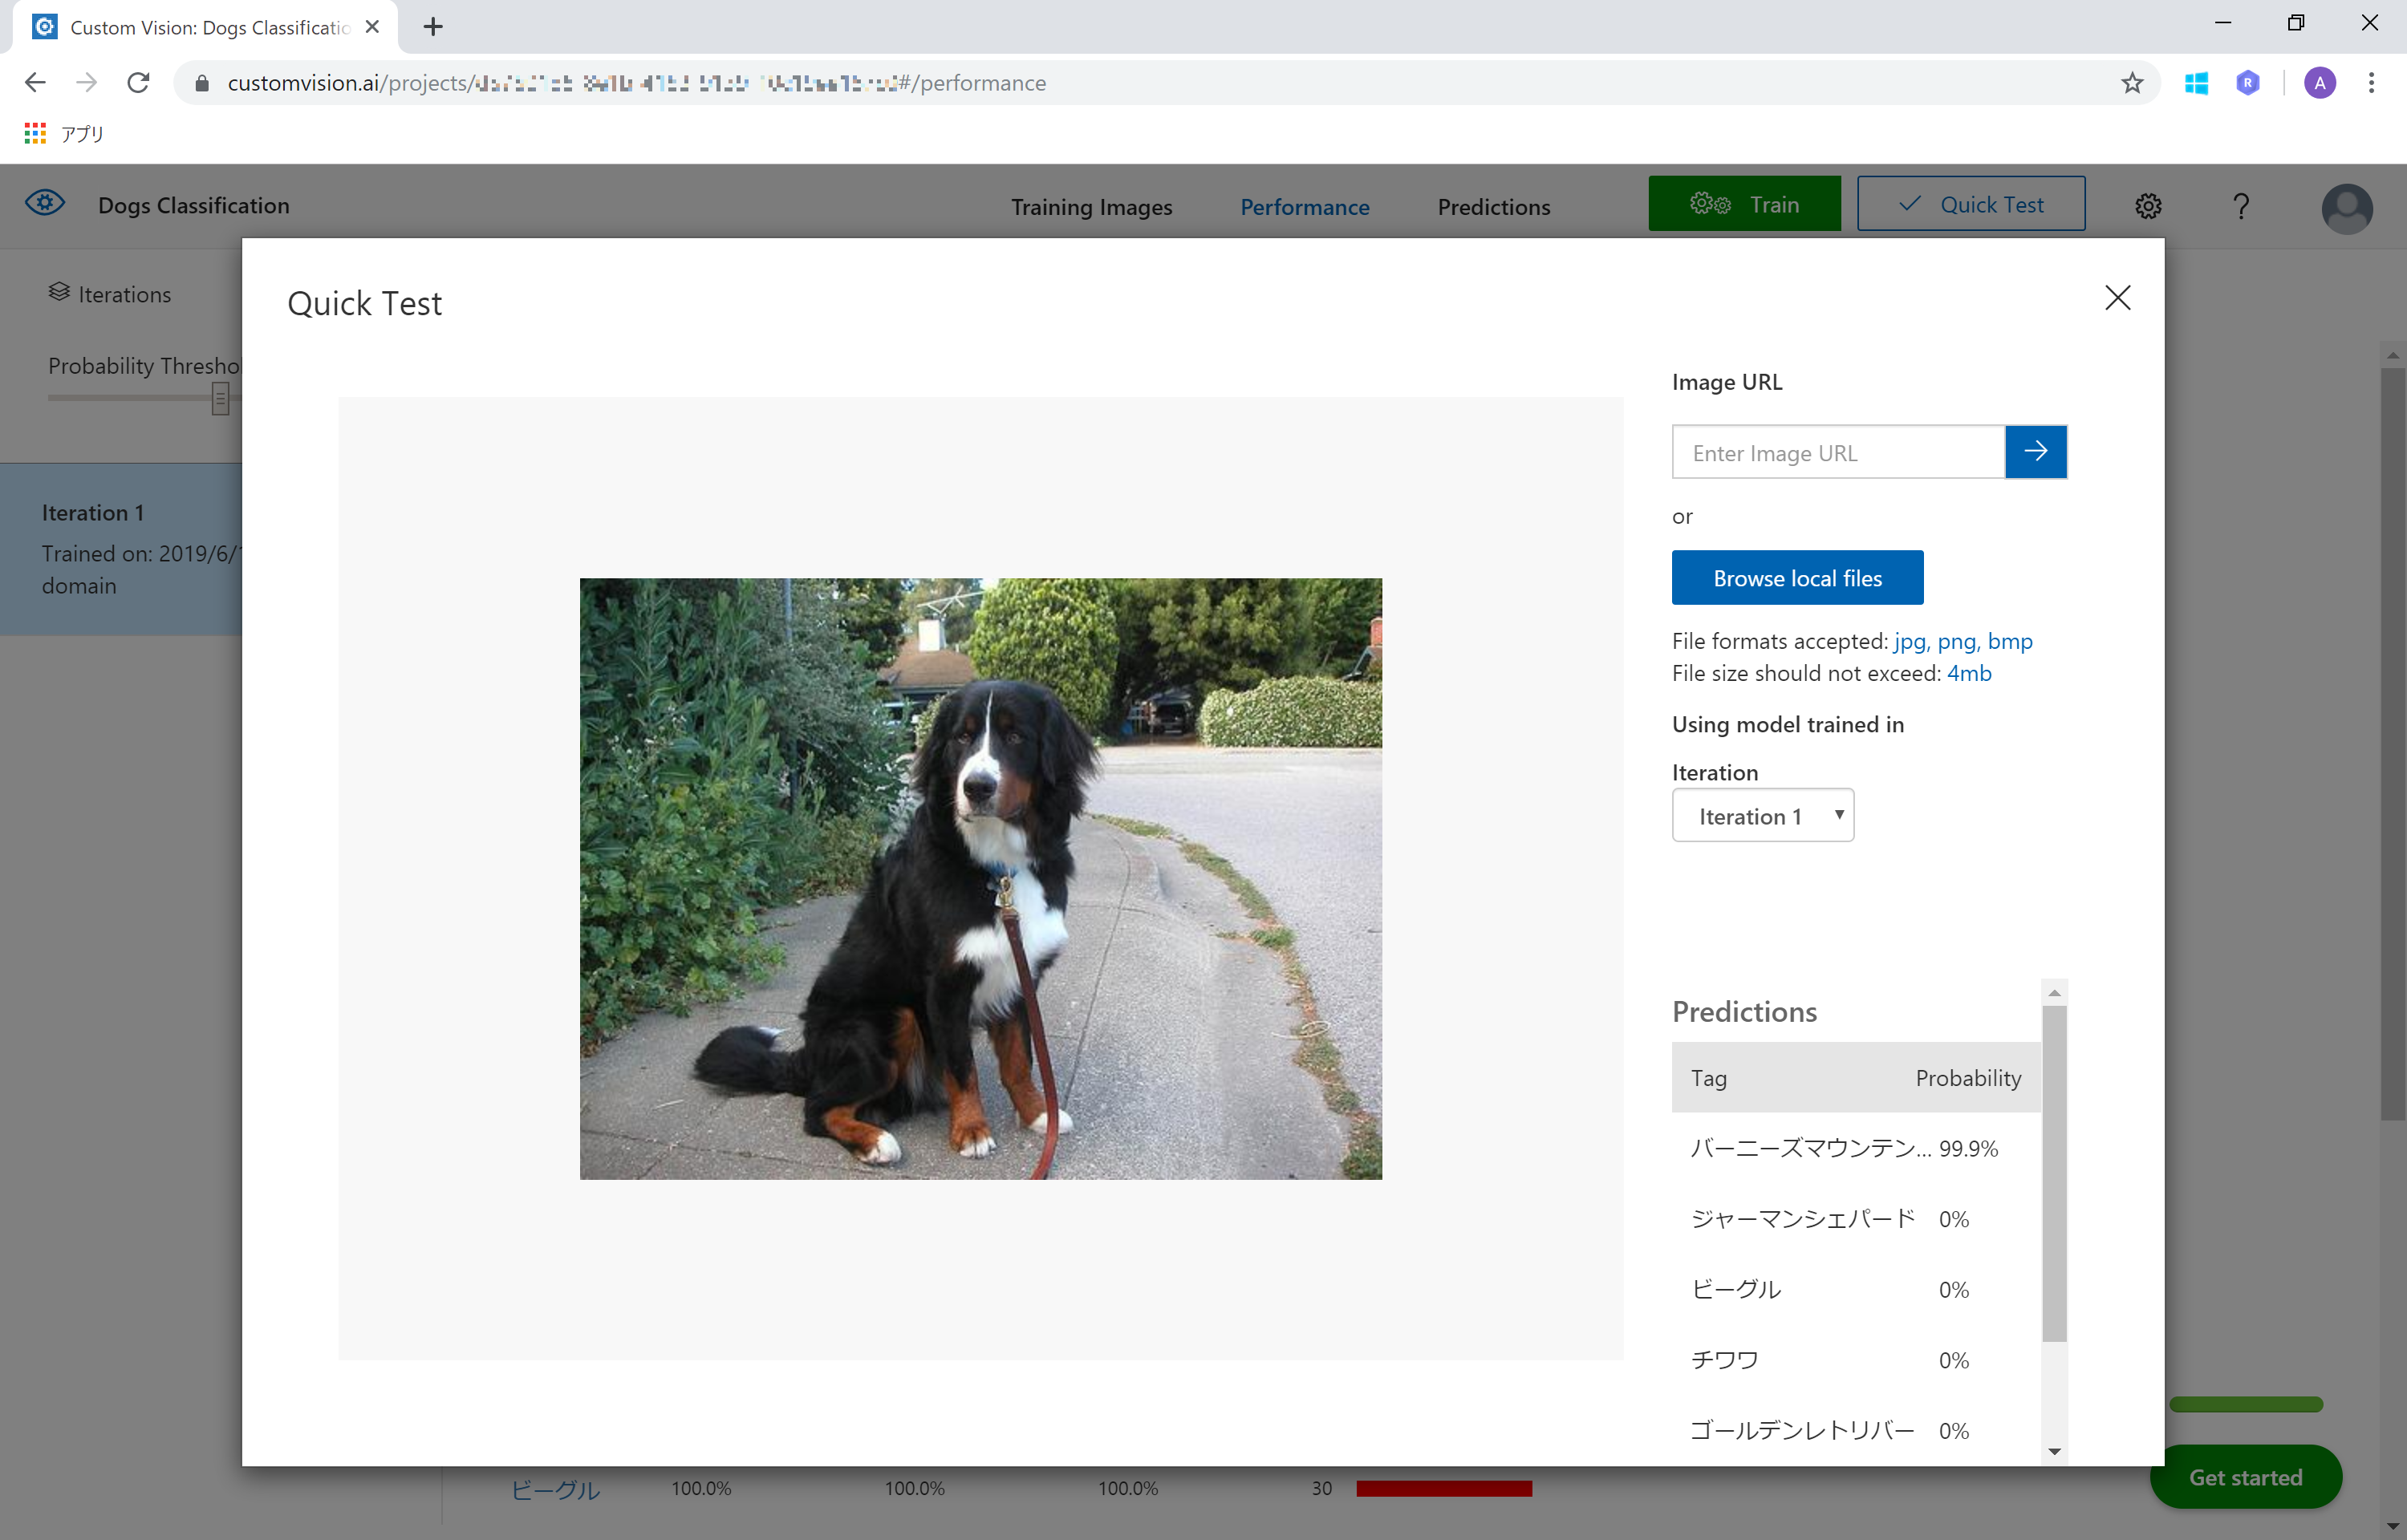 Custom Vision: Dogs Classificatio
customvision.ai/projects/
#/performance
A
R
アプリ
Dogs Classification
Training Images
Performance
Predictions
Train
Quick Test
?
Iterations
Probability Threshol
Iteration 1
Trained on: 2019/6/
domain
Quick Test
Image URL
Enter Image URL
or
Browse local files
File formats accepted: jpg, png, bmp
File size should not exceed: 4mb
Using model trained in
Iteration
Iteration 1
Predictions
Tag Probability
バーニーズマウンテン... 99.9%
ジャーマンシェパード 0%
ビーグル 0%
チワワ 0%
ゴールデンレトリバー 0%
ビーグル 100.0% 100.0% 100.0% 30
Get started